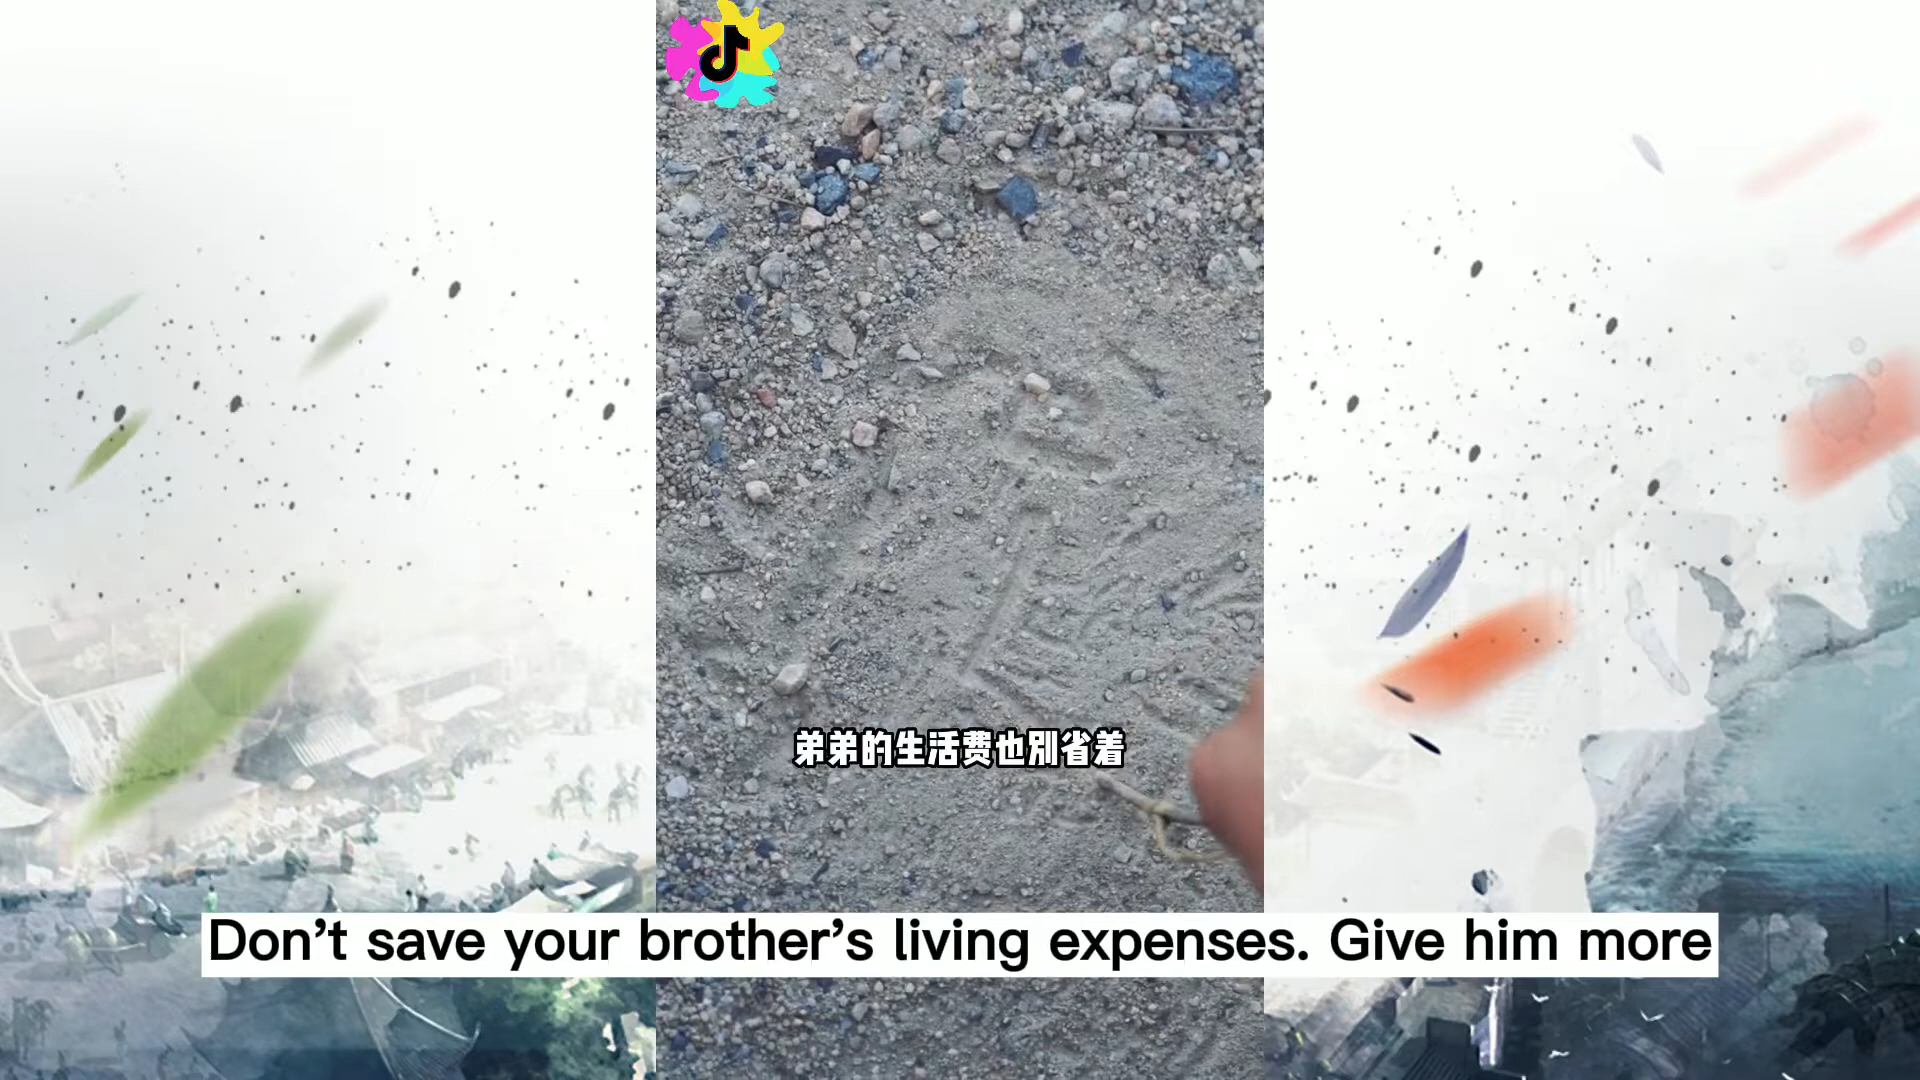 弟弟的生活费也别省着
Don't save your brother's living expenses. Give him more